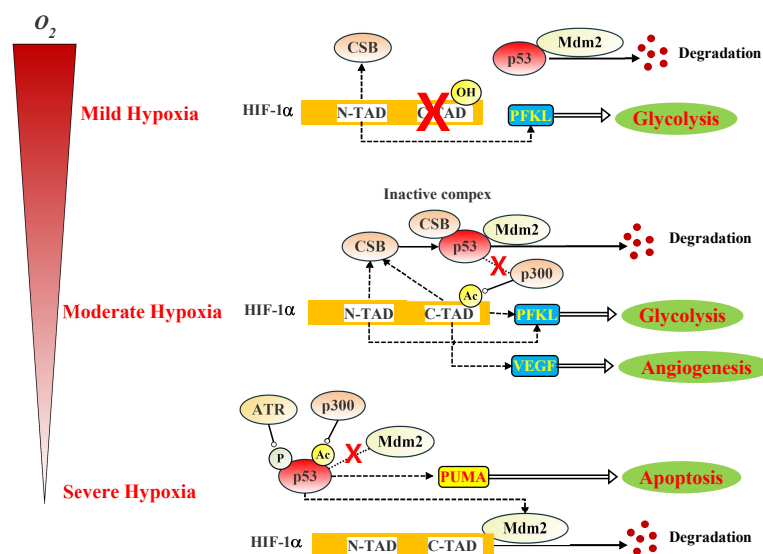 O2
Mild Hypoxia
CSB
p53
Mdm2
Degradation
OH
HIF-1α
N-TAD
C-TAD
PFKL
Glycolysis
Inactive compex
CSB
CSB
p53
Mdm2
Degradation
X
p300
Ac
Moderate Hypoxia
HIF-1α
N-TAD
C-TAD
PFKL
Glycolysis
VEGF
Angiogenesis
ATR
p300
P
Ac
X
Mdm2
p53
Severe Hypoxia
PUMA
Apoptosis
Mdm2
HIF-1α
N-TAD
C-TAD
Degradation